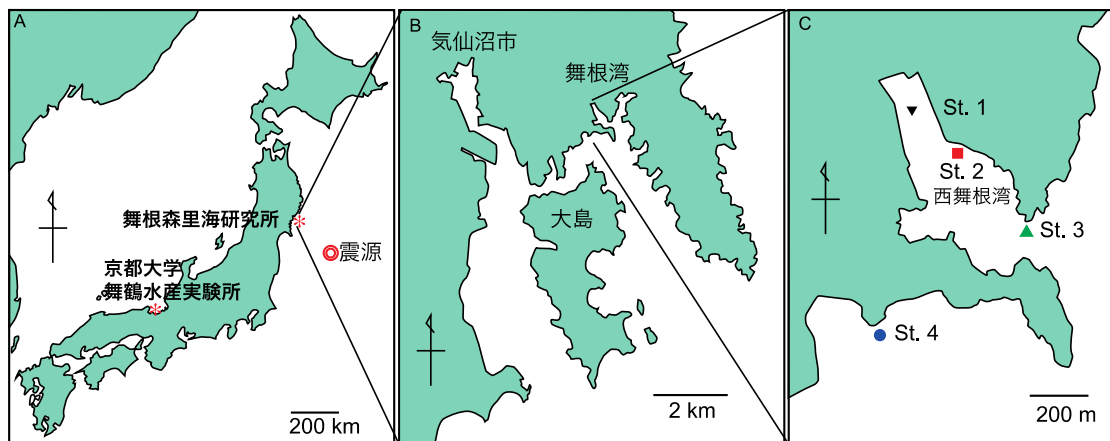 A
舞根森里海研究所
震源
京都大学
舞鶴水産実験所
200 km
B
気仙沼市
舞根湾
大島
2 km
C
St. 1
St. 2
西舞根湾
St. 3
St. 4
200 m